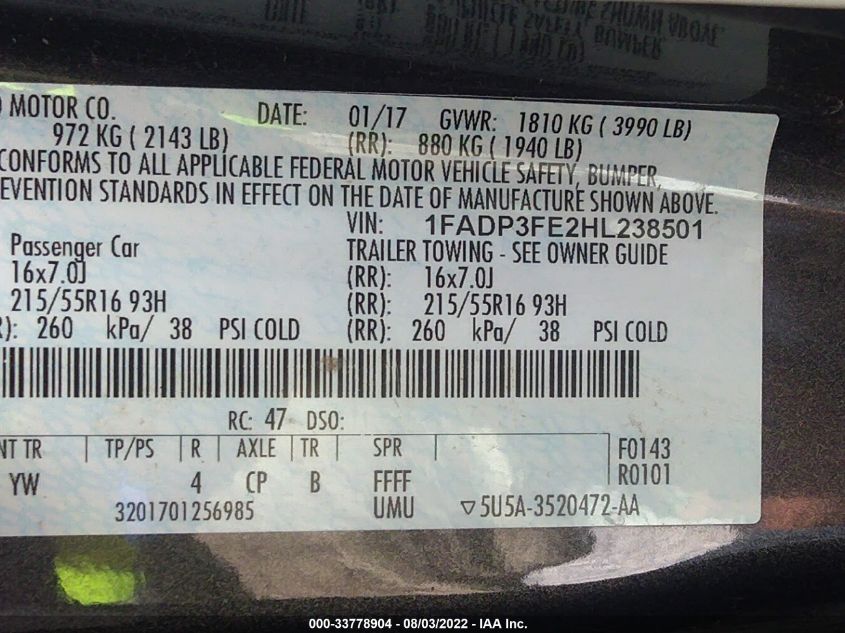 MOTOR CO. DATE: 01/17 GVWR: 1810 KG ( 3990 LB)
972 KG ( 2143 LB) (RR): 880 KG ( 1940 LB)
CONFORMS TO ALL APPLICABLE FEDERAL MOTOR VEHICLE SAFETY, BUMPER,
EVENTION STANDARDS IN EFFECT ON THE DATE OF MANUFACTURE SHOWN ABOVE.
VIN: 1FADP3FE2HL238501
Passenger Car TRAILER TOWING - SEE OWNER GUIDE
16x7.0J (RR): 16x7.0J
215/55R16 93H (RR): 215/55R16 93H
R): 260 kPa/ 38 PSI COLD (RR): 260 kPa/ 38 PSI COLD
RC: 47 DSO:
NT TR TP/PS R AXLE TR SPR F0143
YW 4 CP B FFFF R0101
3201701256985 UMU ▽5U5A-3520472-AA
000-33778904 - 08/03/2022 - IAA Inc.